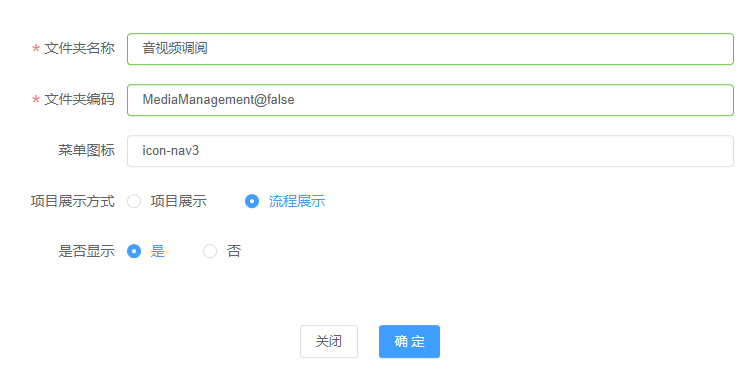 * 文件夹名称 音视频调阅
* 文件夹编码 MediaManagement@false
菜单图标 icon-nav3
项目展示方式 项目展示 流程展示
是否显示 是 否
关闭 确 定